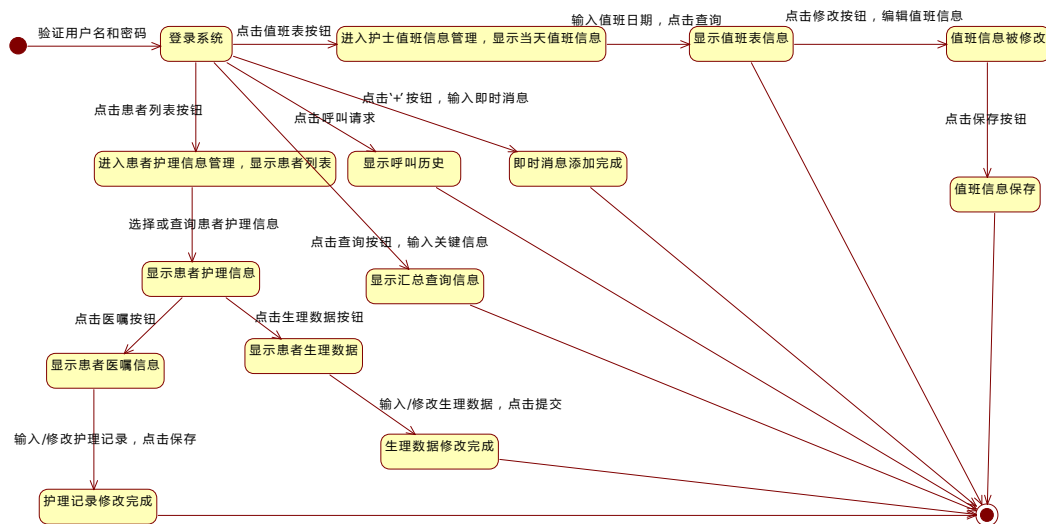 验证用户名和密码
登录系统
点击值班表按钮
进入护士值班信息管理，显示当天值班信息
输入值班日期，点击查询
显示值班表信息
点击修改按钮，编辑值班信息
值班信息被修改
点击患者列表按钮
点击呼叫请求
点击‘+’按钮，输入即时消息
点击保存按钮
进入患者护理信息管理，显示患者列表
显示呼叫历史
即时消息添加完成
值班信息保存
选择或查询患者护理信息
点击查询按钮，输入关键信息
显示患者护理信息
显示汇总查询信息
点击医嘱按钮
点击生理数据按钮
显示患者医嘱信息
显示患者生理数据
输入/修改护理记录，点击保存
输入/修改生理数据，点击提交
生理数据修改完成
护理记录修改完成